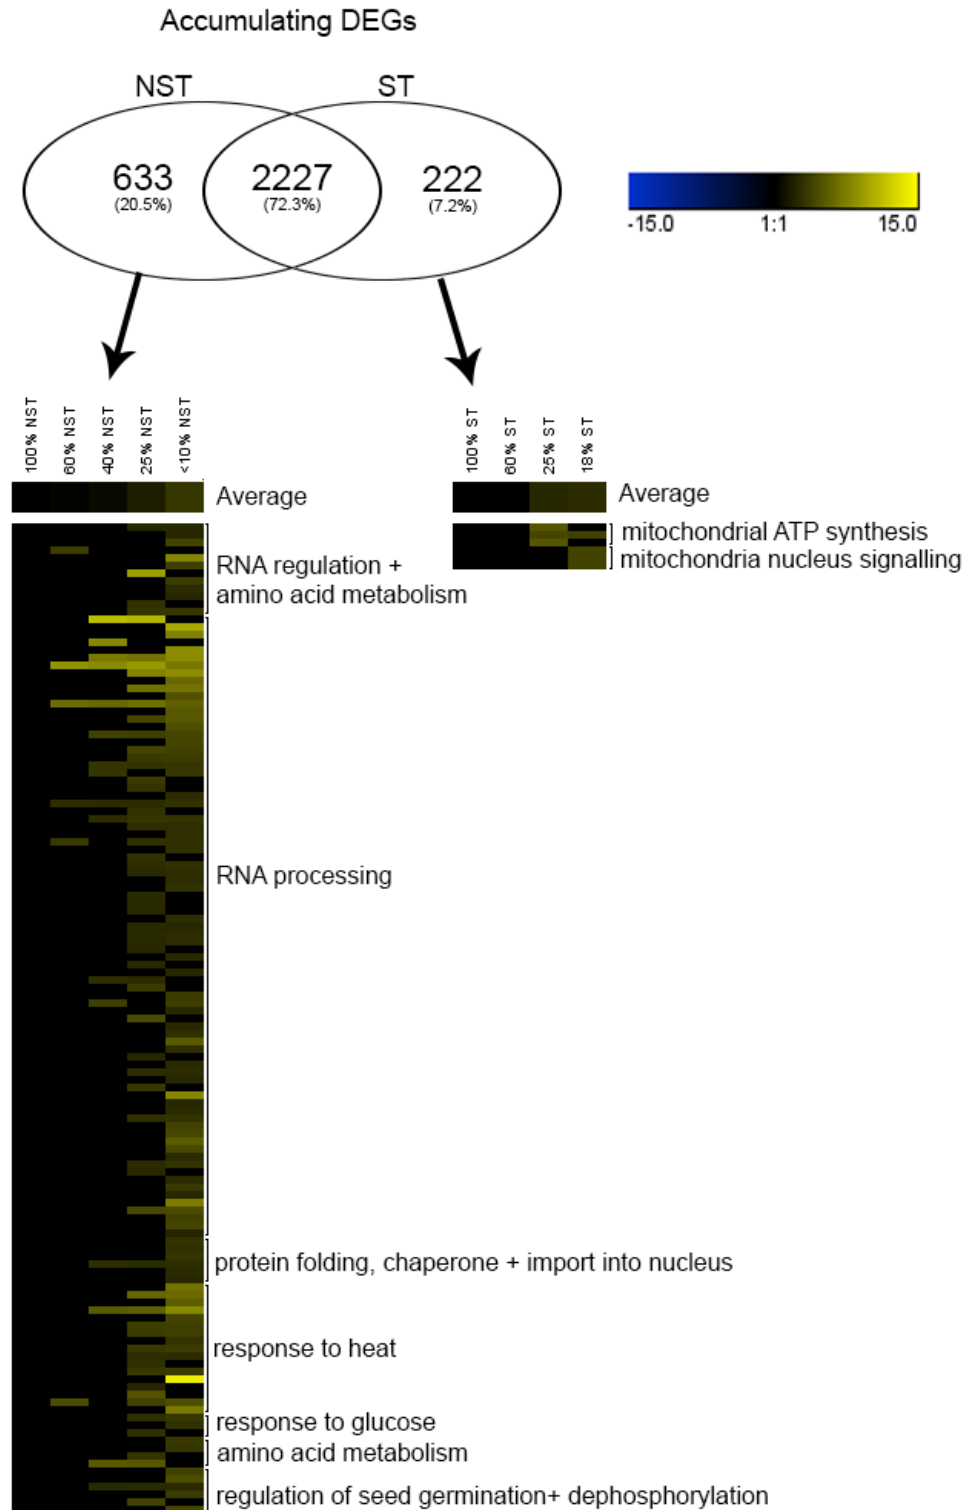 Accumulating DEGs
NST ST
633 2227 222
(20.5%) (72.3%) (7.2%)
-15.0 1:1 15.0
100% NST
60% NST
40% NST
25% NST
<10% NST
100% ST
60% ST
25% ST
18% ST
Average
Average
mitochondrial ATP synthesis
mitochondria nucleus signalling
RNA regulation +
amino acid metabolism
RNA processing
protein folding, chaperone + import into nucleus
response to heat
response to glucose
amino acid metabolism
regulation of seed germination+ dephosphorylation